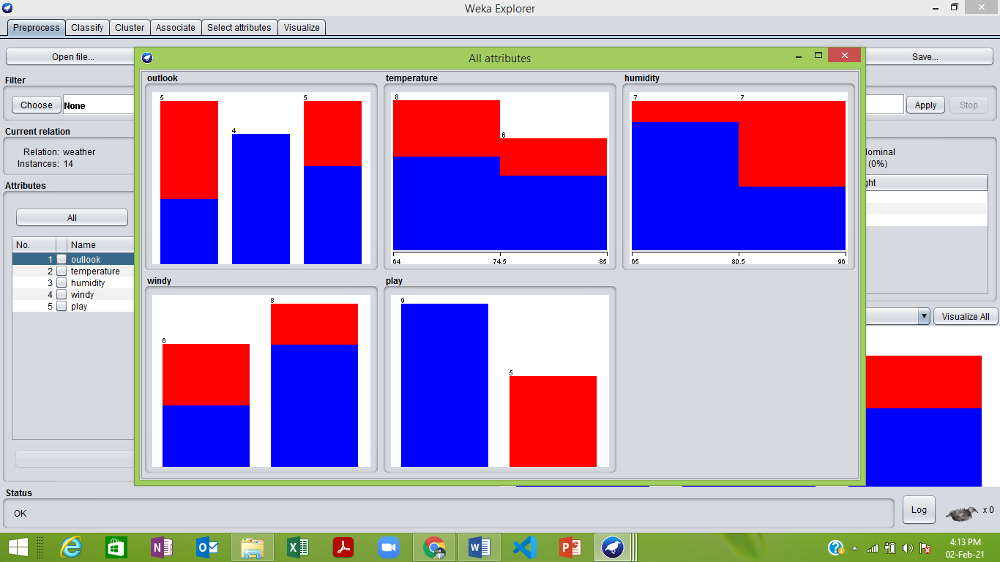 Weka Explorer
Preprocess Classify Cluster Associate Select attributes Visualize
Open file...
Save...
All attributes
Filter
Choose None
Apply Stop
Current relation
Relation: weather
Instances: 14
Attributes
All
No. Name
1 outlook
2 temperature
3 humidity
4 windy
5 play
outlook
5
4
5
temperature
8
6
64 74.5 85
humidity
7 7
65 80.5 96
windy
6
8
play
9
5
lominal
(0%)
ght
Visualize All
Status
OK
Log
x 0
4:13 PM
02-Feb-21